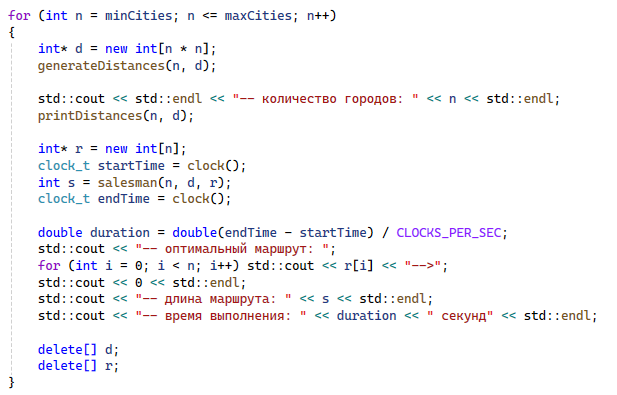 for (int n = minCities; n <= maxCities; n++)
{
    int* d = new int[n * n];
    generateDistances(n, d);

    std::cout << std::endl << "-- количество городов: " << n << std::endl;
    printDistances(n, d);

    int* r = new int[n];
    clock_t startTime = clock();
    int s = salesman(n, d, r);
    clock_t endTime = clock();

    double duration = double(endTime - startTime) / CLOCKS_PER_SEC;
    std::cout << "-- оптимальный маршрут: ";
    for (int i = 0; i < n; i++) std::cout << r[i] << "-->";
    std::cout << 0 << std::endl;
    std::cout << "-- длина маршрута: " << s << std::endl;
    std::cout << "-- время выполнения: " << duration << " секунд" << std::endl;

    delete[] d;
    delete[] r;
}